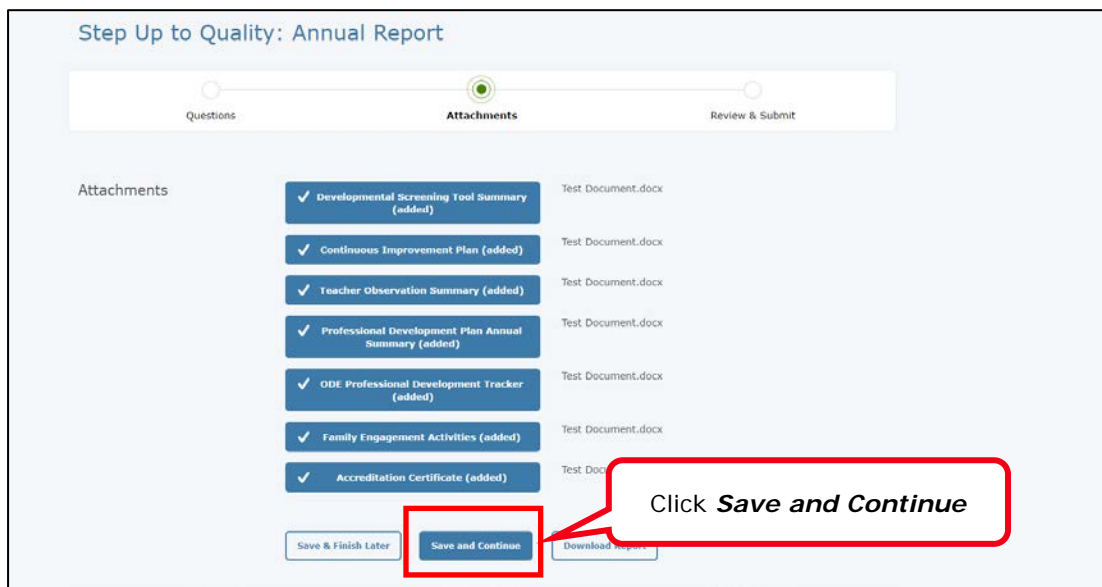 Step Up to Quality: Annual Report
Questions
Attachments
Review & Submit
Attachments
Developmental Screening Tool Summary
(added)
Test Document.docx
Continuous Improvement Plan (added)
Test Document.docx
Teacher Observation Summary (added)
Test Document.docx
Professional Development Plan Annual
Summary (added)
Test Document.docx
ODE Professional Development Tracker
(added)
Test Document.docx
Family Engagement Activities (added)
Test Document.docx
Accreditation Certificate (added)
Test
Click Save and Continue
Save & Finish Later
Save and Continue
Download Report